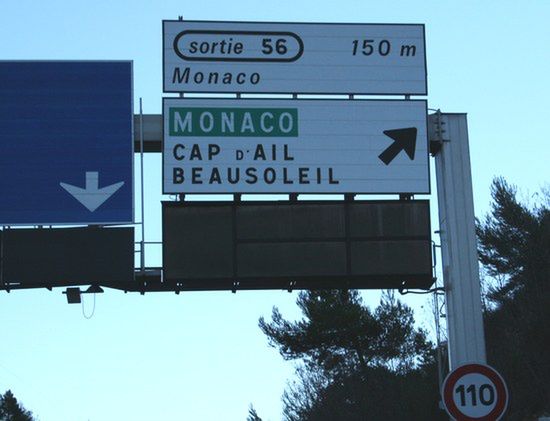 sortie 56 150 m
Monaco
MONACO
CAP D'AIL
BEAUSOLEIL
110